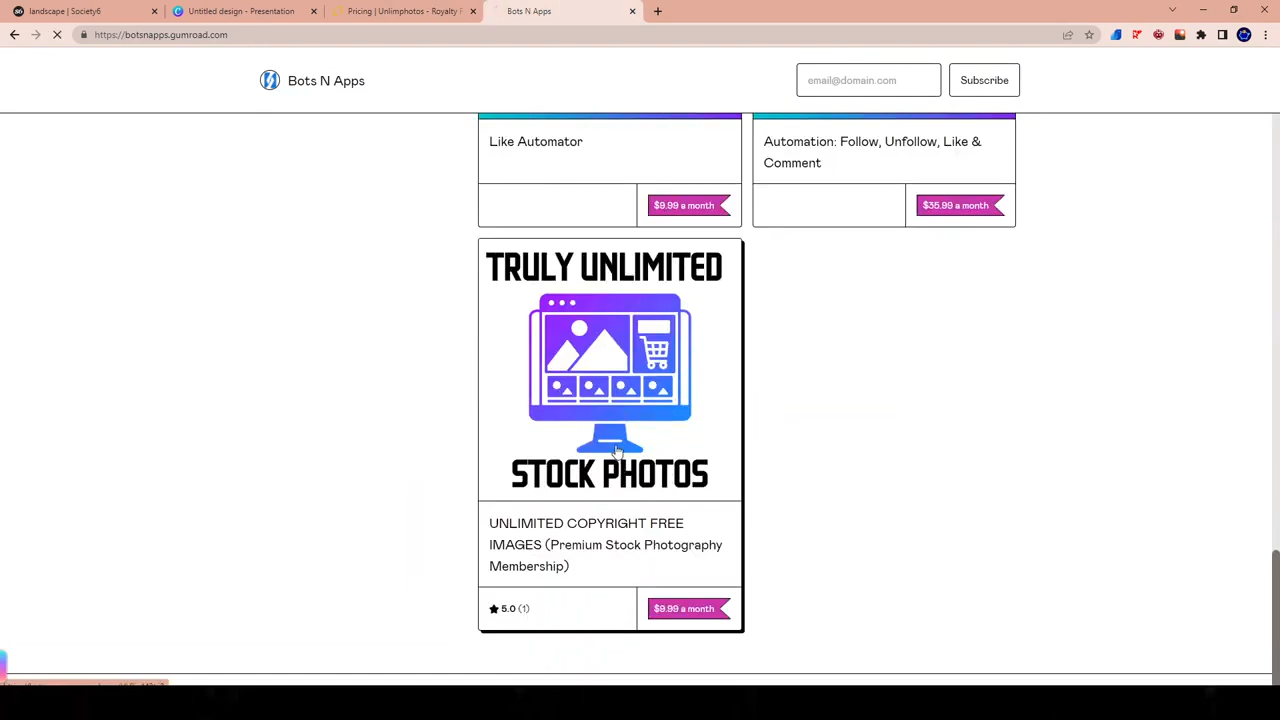 landscape | Society6
Untitled design - Presentation
Pricing | Unlimphotos - Royalty F
Bots N Apps
https://botsnapps.gumroad.com
Bots N Apps
email@domain.com
Subscribe
Like Automator
Automation: Follow, Unfollow, Like &
Comment
$9.99 a month
$35.99 a month
TRULY UNLIMITED
STOCK PHOTOS
UNLIMITED COPYRIGHT FREE
IMAGES (Premium Stock Photography
Membership)
5.0 (1)
$9.99 a month